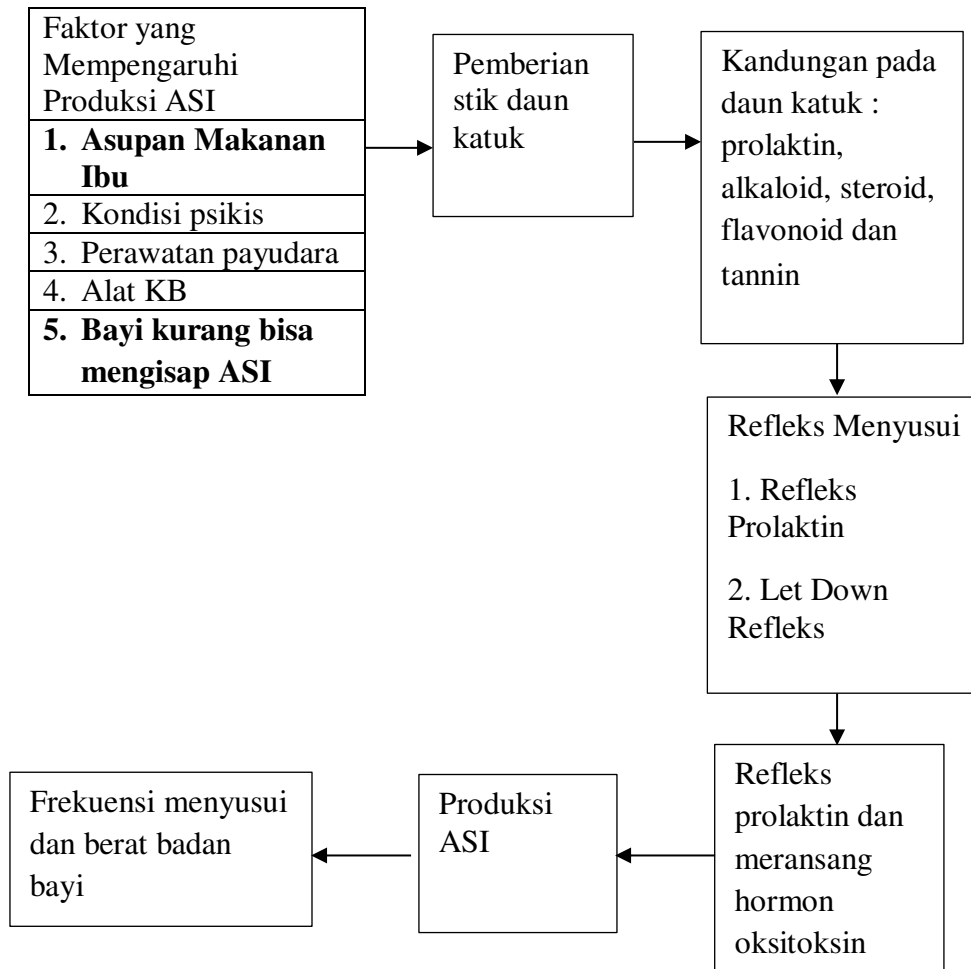 Faktor yang
Mempengaruhi
Produksi ASI
1. Asupan Makanan
Ibu
2. Kondisi psikis
3. Perawatan payudara
4. Alat KB
5. Bayi kurang bisa
mengisap ASI
Pemberian
stik daun
katuk
Kandungan pada
daun katuk :
prolaktin,
alkaloid, steroid,
flavonoid dan
tannin
Refleks Menyusui
1. Refleks
Prolaktin
2. Let Down
Refleks
Refleks
prolaktin dan
meransang
hormon
oksitoksin
Produksi
ASI
Frekuensi menyusui
dan berat badan
bayi